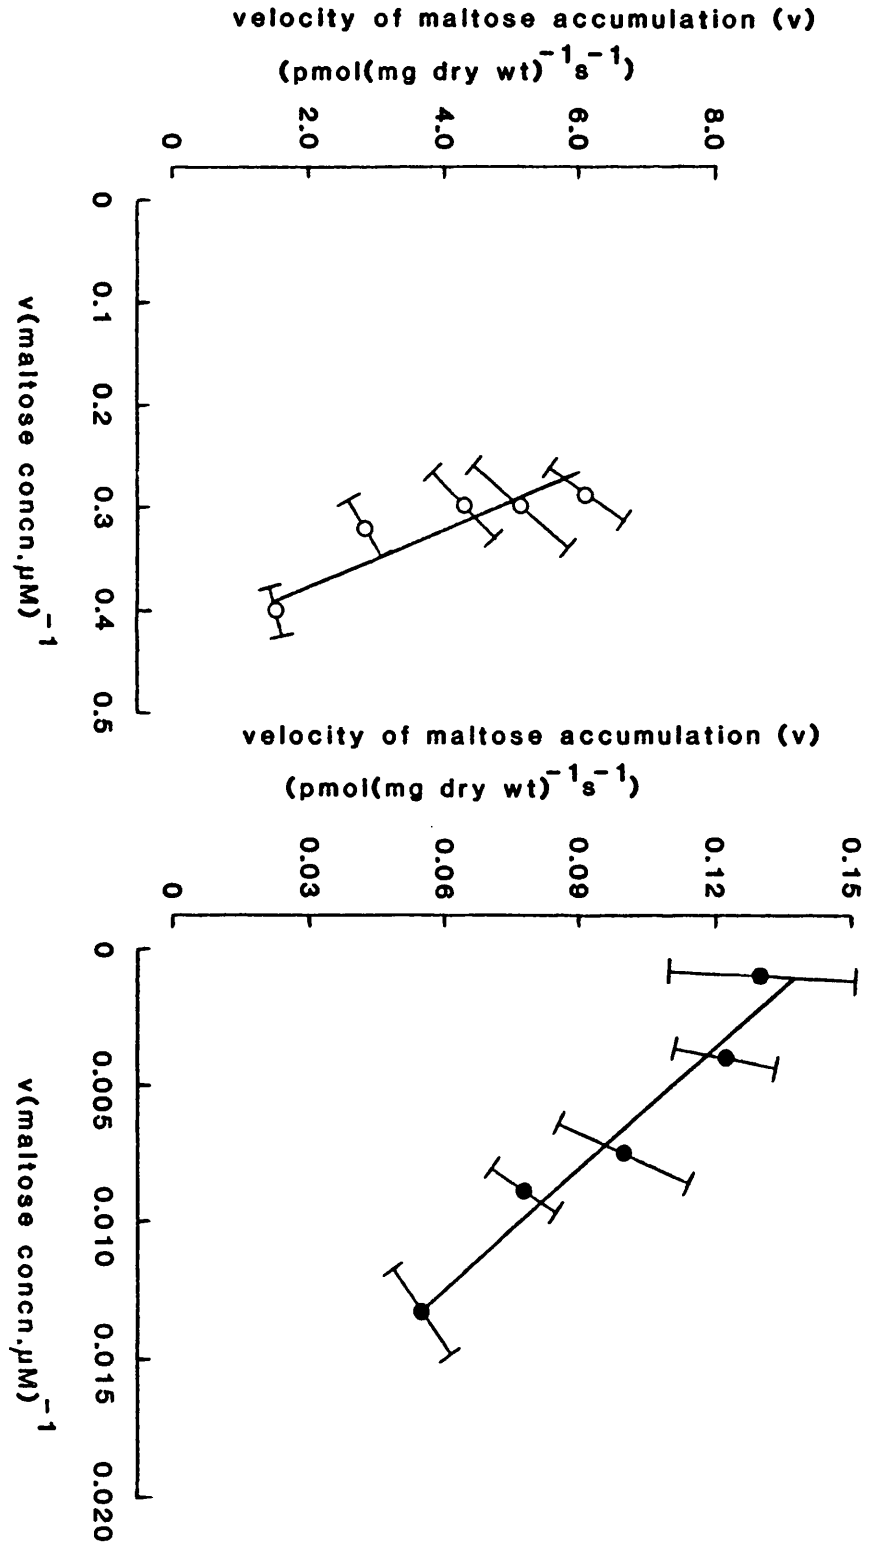 velocity of maltose accumulation (v)
(pmol(mg dry wt)⁻¹s⁻¹)
8.0
6.0
4.0
2.0
0
0 0.1 0.2 0.3 0.4 0.5
v(maltose concn.,µM)⁻¹
velocity of maltose accumulation (v)
(pmol(mg dry wt)⁻¹s⁻¹)
0.15
0.12
0.09
0.06
0.03
0
0 0.005 0.010 0.015 0.020
v(maltose concn.,µM)⁻¹